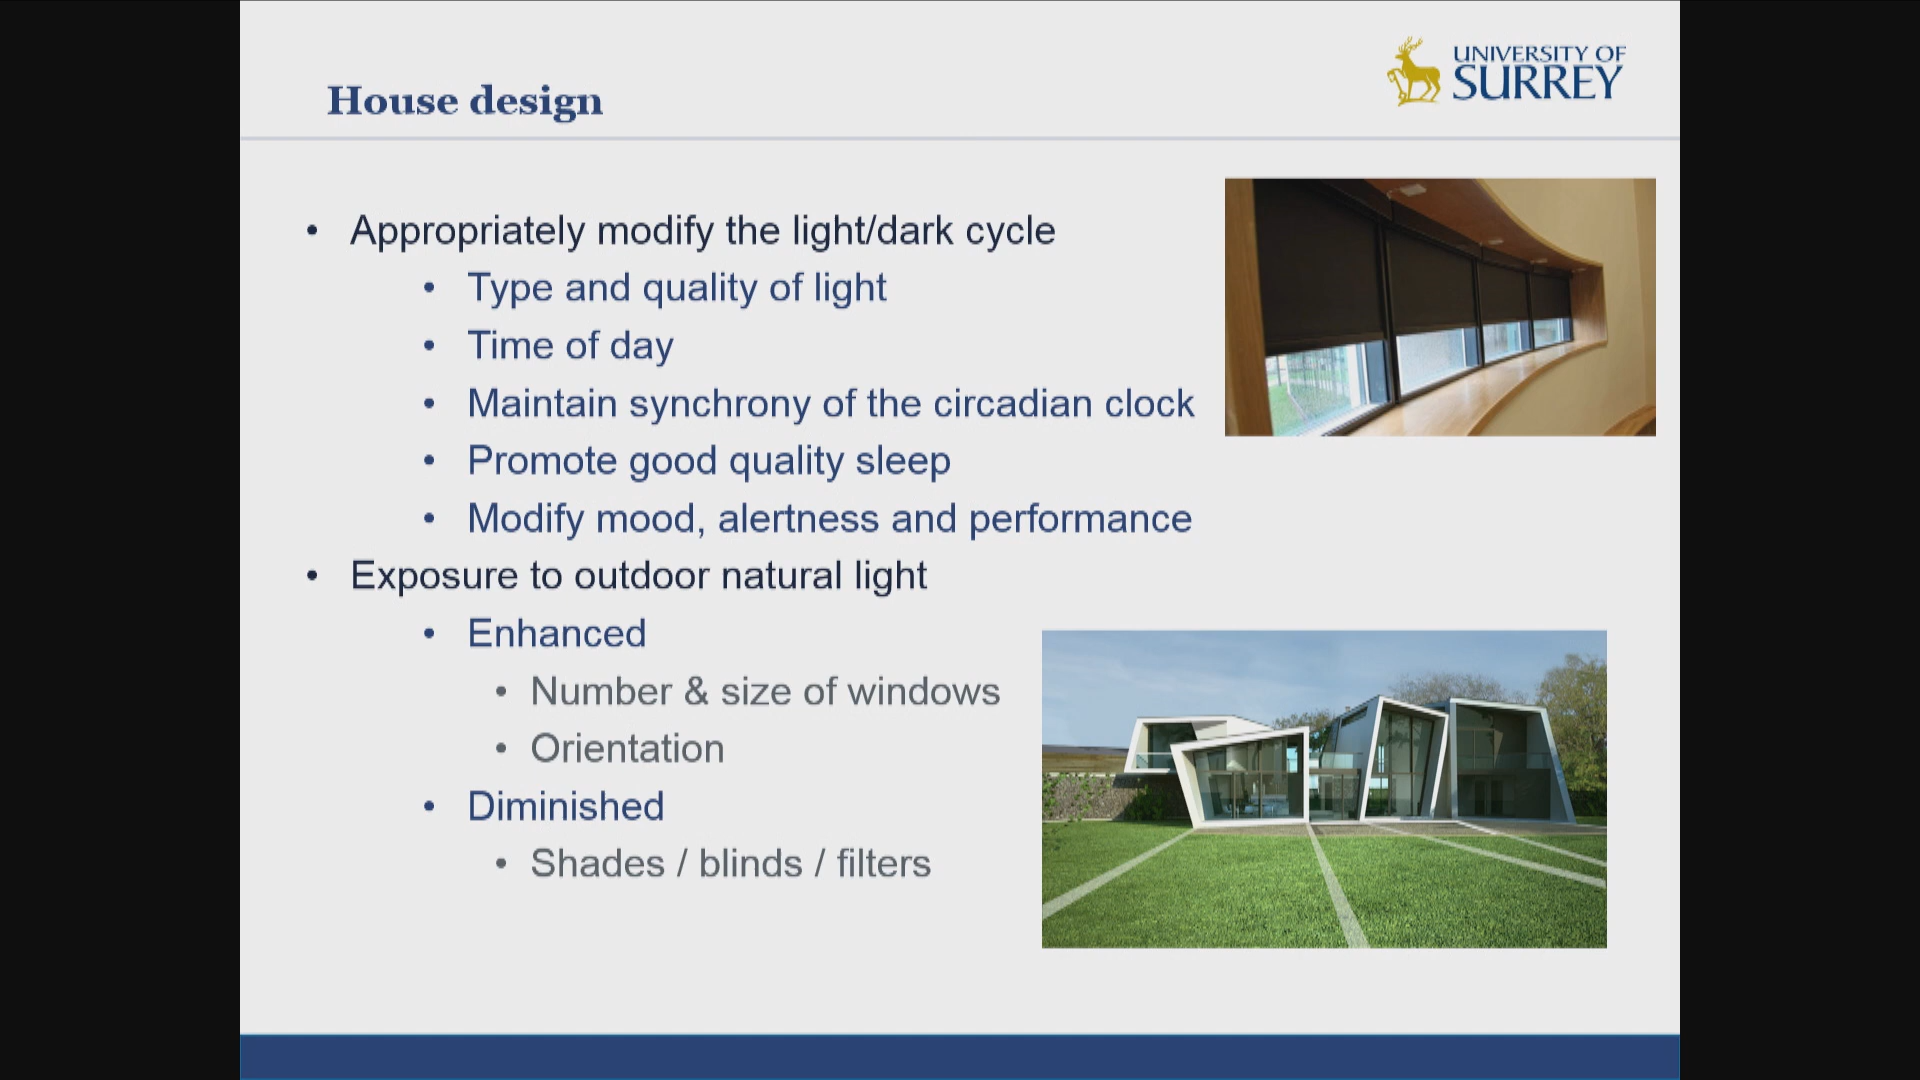 UNIVERSITY OF
SURREY
House design
• Appropriately modify the light/dark cycle
• Type and quality of light
• Time of day
• Maintain synchrony of the circadian clock
• Promote good quality sleep
• Modify mood, alertness and performance
• Exposure to outdoor natural light
• Enhanced
• Number & size of windows
• Orientation
• Diminished
• Shades / blinds / filters